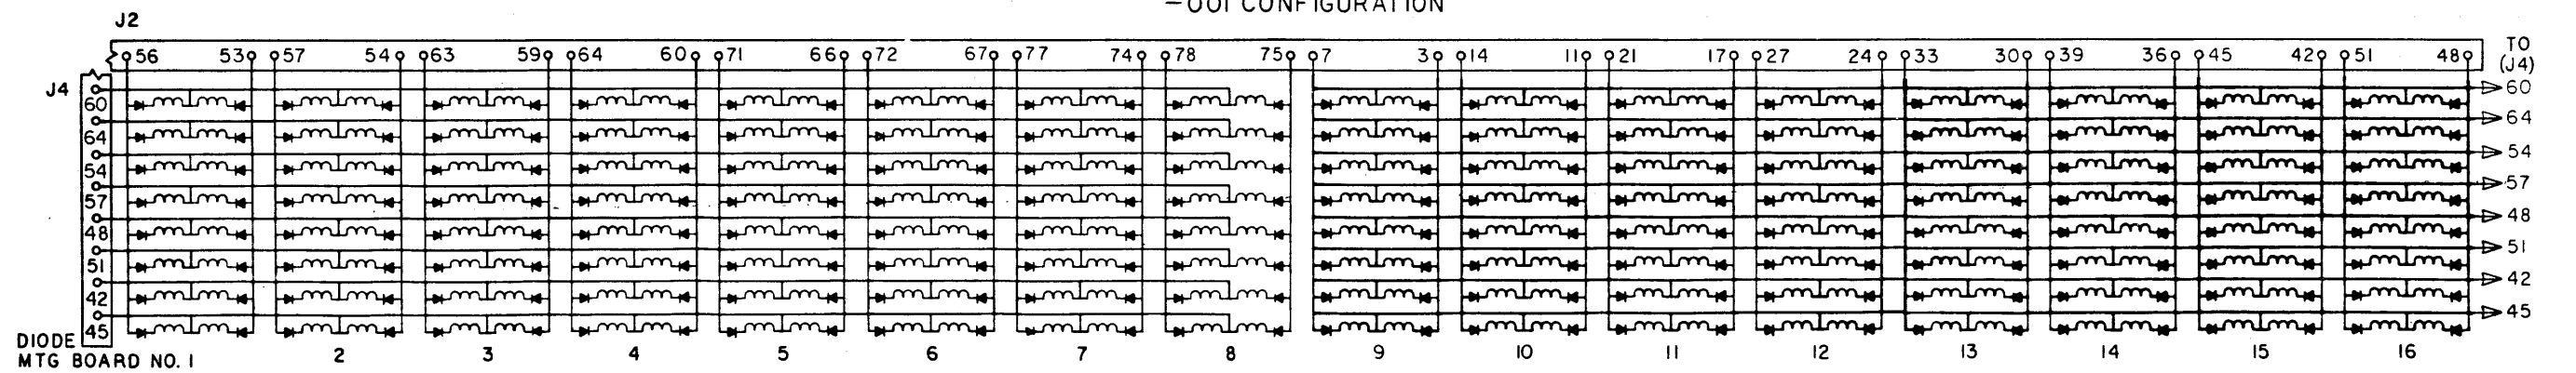 -001 CONFIGURATION
J2
56 53 57 54 63 59 64 60 71 66 72 67 77 74 78 75 7 3 14 11 21 17 27 24 33 30 39 36 45 42 51 48
TO
(J4)
J4
60 60
64 64
54 54
57 57
48 48
51 51
42 42
45 45
DIODE
MTG BOARD NO. 1 2 3 4 5 6 7 8 9 10 11 12 13 14 15 16